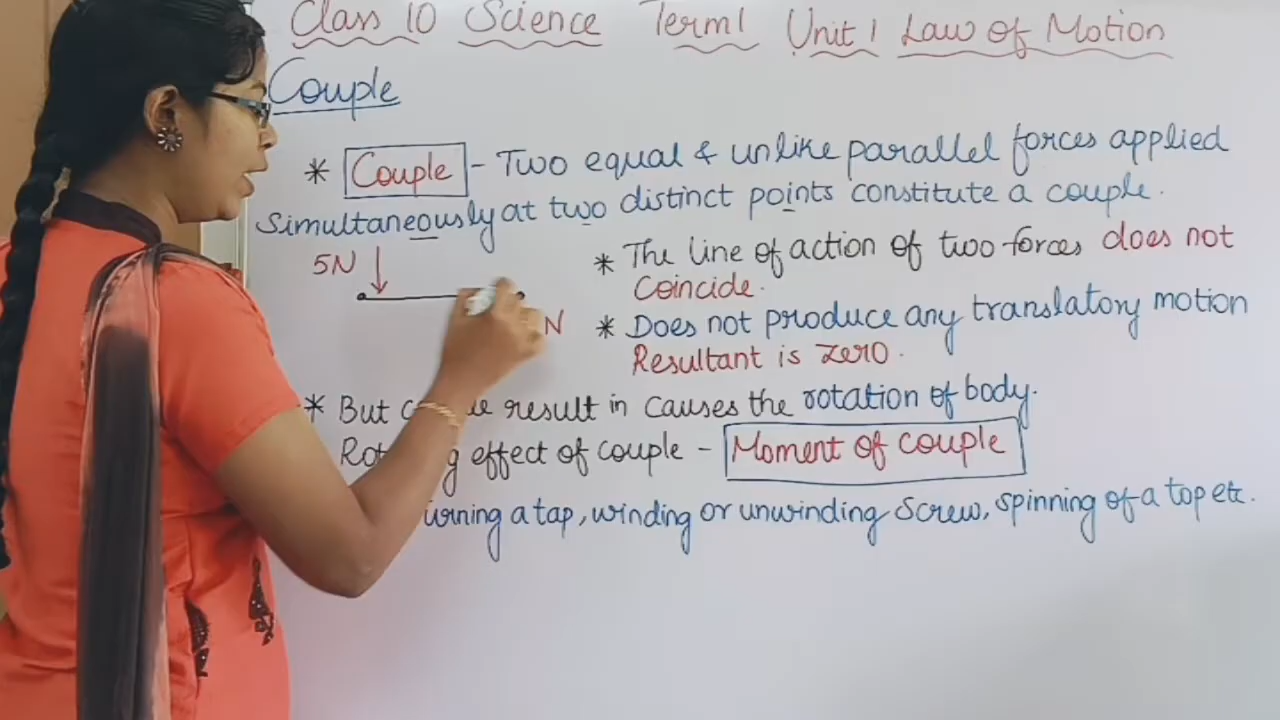 Class 10 Science Term 1 Unit 1 Law of Motion
Couple
* Couple - Two equal & unlike parallel forces applied
Simultaneously at two distinct points constitute a couple.
5N
N
* The line of action of two forces does not
Coincide.
* Does not produce any translatory motion
Resultant is zero.
* But result in causes the rotation of body.
effect of couple - Moment of couple
a tap, winding or unwinding Screw, spinning of a top etc.